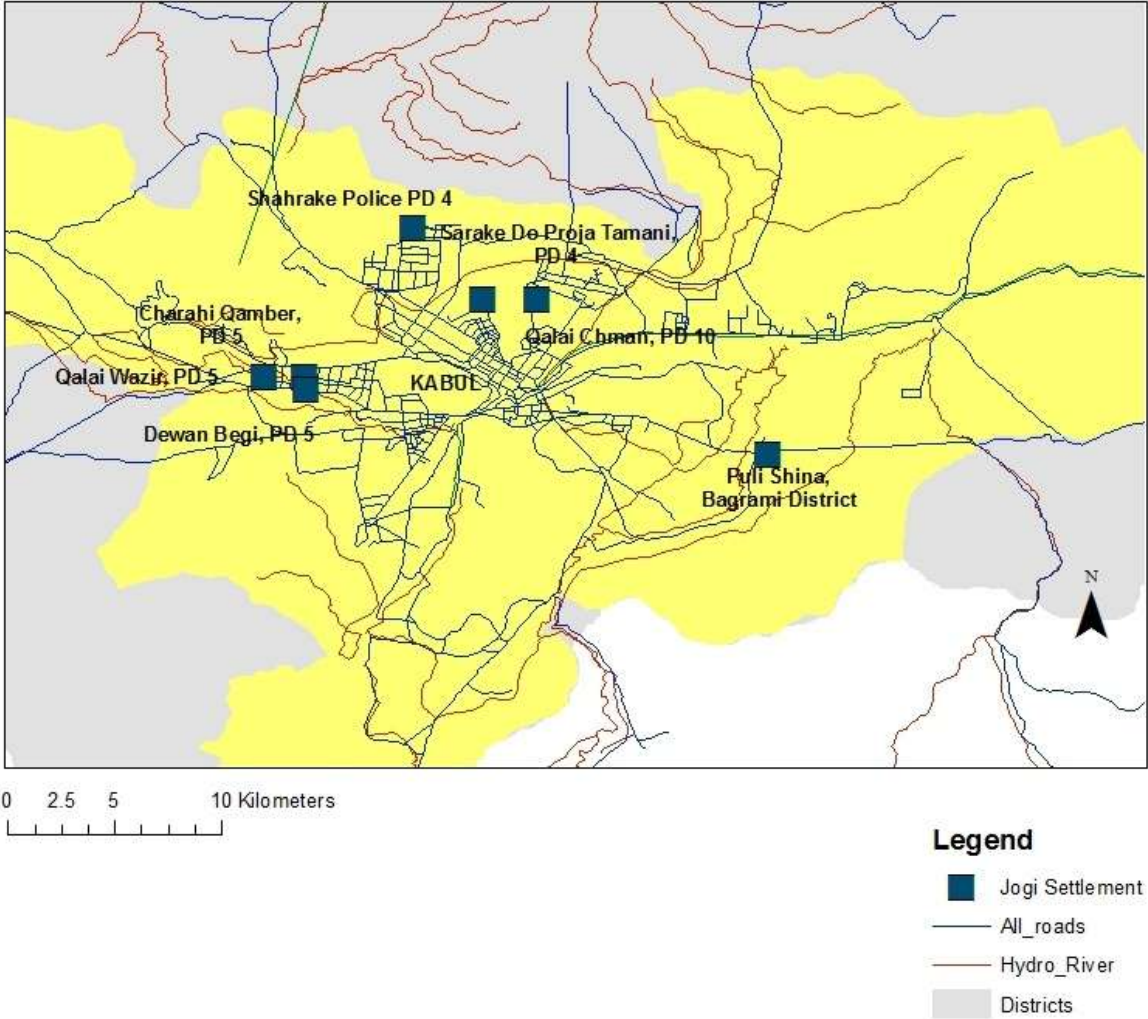 Shahrake Police PD 4
Sarake Do Proja Tamani,
PD 4
Charahi Qamber,
PD 5
Qalai Chman, PD 10
Qalai Wazir, PD 5
KABUL
Dewan Begi, PD 5
Puli Shina,
Bagrami District
N
0 2.5 5 10 Kilometers
Legend
Jogi Settlement
All_roads
Hydro_River
Districts